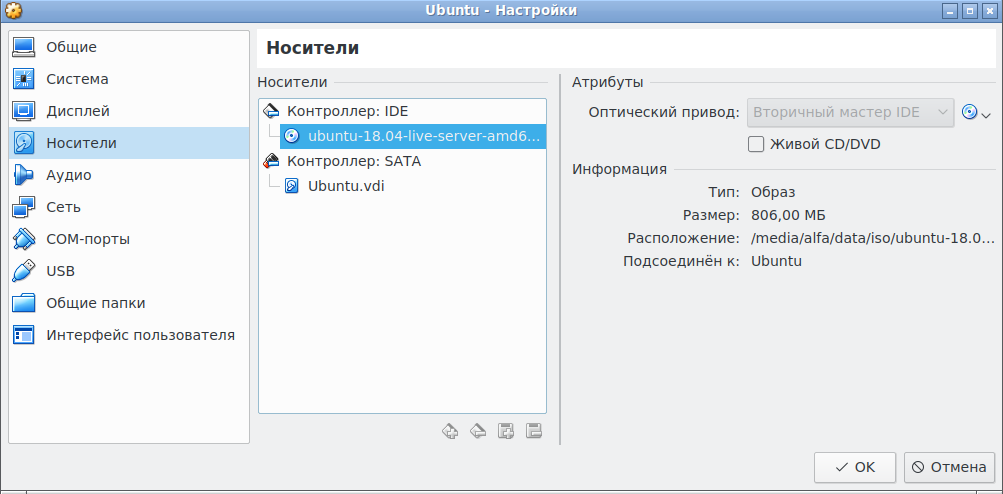 Ubuntu - Настройки
Общие
Система
Дисплей
Носители
Аудио
Сеть
COM-порты
USB
Общие папки
Интерфейс пользователя
Носители
Носители
Контроллер: IDE
ubuntu-18.04-live-server-amd6...
Контроллер: SATA
Ubuntu.vdi
Атрибуты
Оптический привод: Вторичный мастер IDE
Живой CD/DVD
Информация
Тип: Образ
Размер: 806,00 МБ
Расположение: /media/alfa/data/iso/ubuntu-18.0...
Подсоединён к: Ubuntu
OK
Отмена